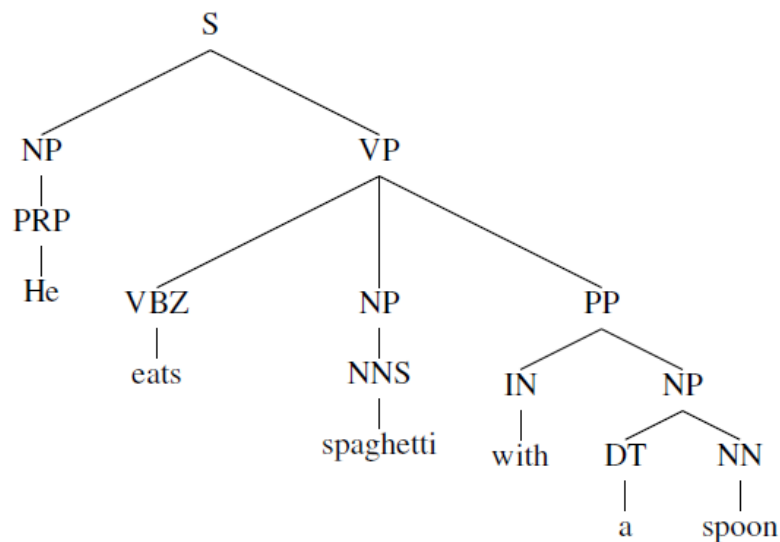 S
NP VP
PRP
He VBZ NP PP
eats NNS IN NP
spaghetti with DT NN
a spoon